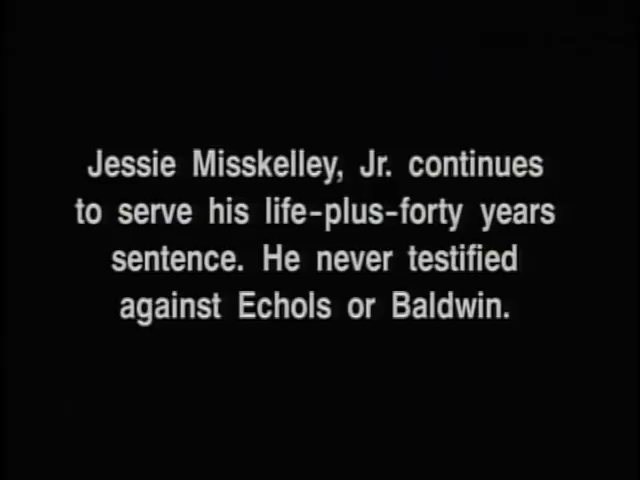 Jessie Misskelley, Jr. continues
to serve his life-plus-forty years
sentence. He never testified
against Echols or Baldwin.